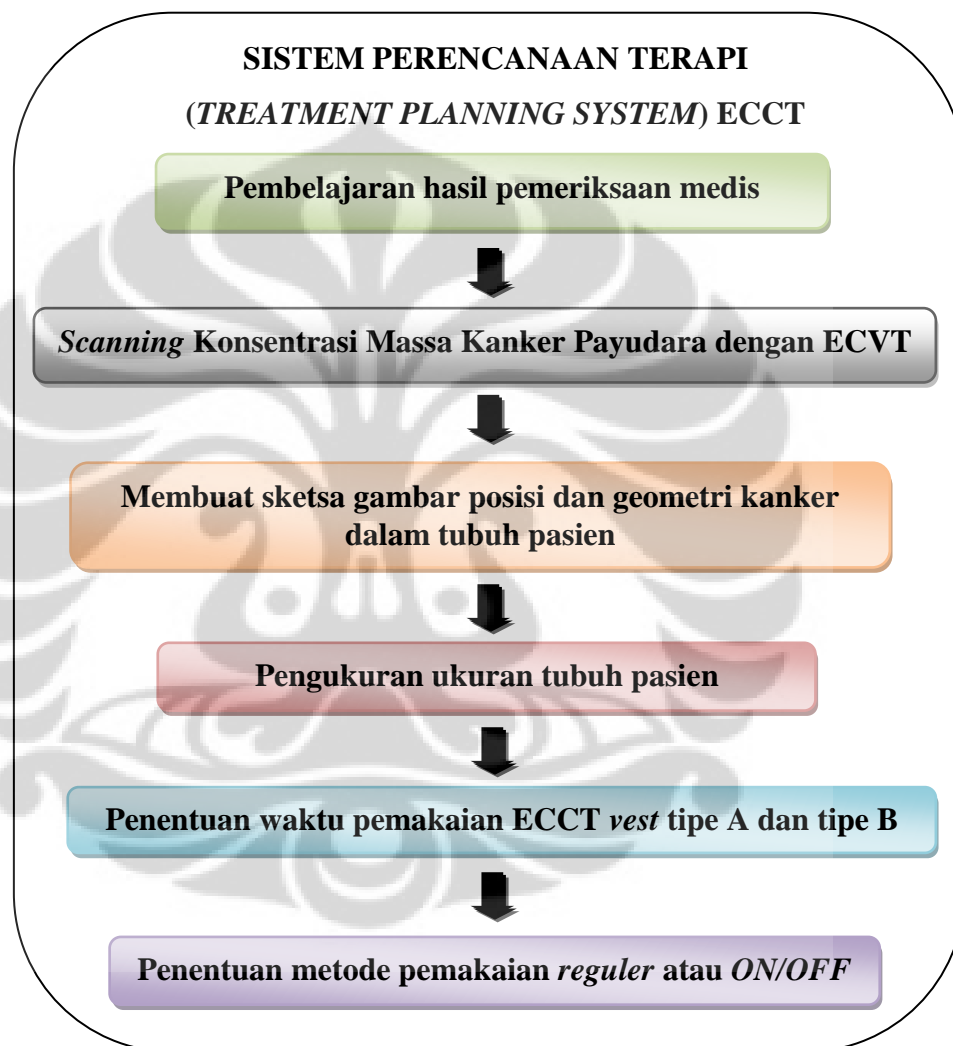 SISTEM PERENCANAAN TERAPI
(TREATMENT PLANNING SYSTEM) ECCT
Pembelajaran hasil pemeriksaan medis
Scanning Konsentrasi Massa Kanker Payudara dengan ECVT
Membuat sketsa gambar posisi dan geometri kanker
dalam tubuh pasien
Pengukuran ukuran tubuh pasien
Penentuan waktu pemakaian ECCT vest tipe A dan tipe B
Penentuan metode pemakaian reguler atau ON/OFF